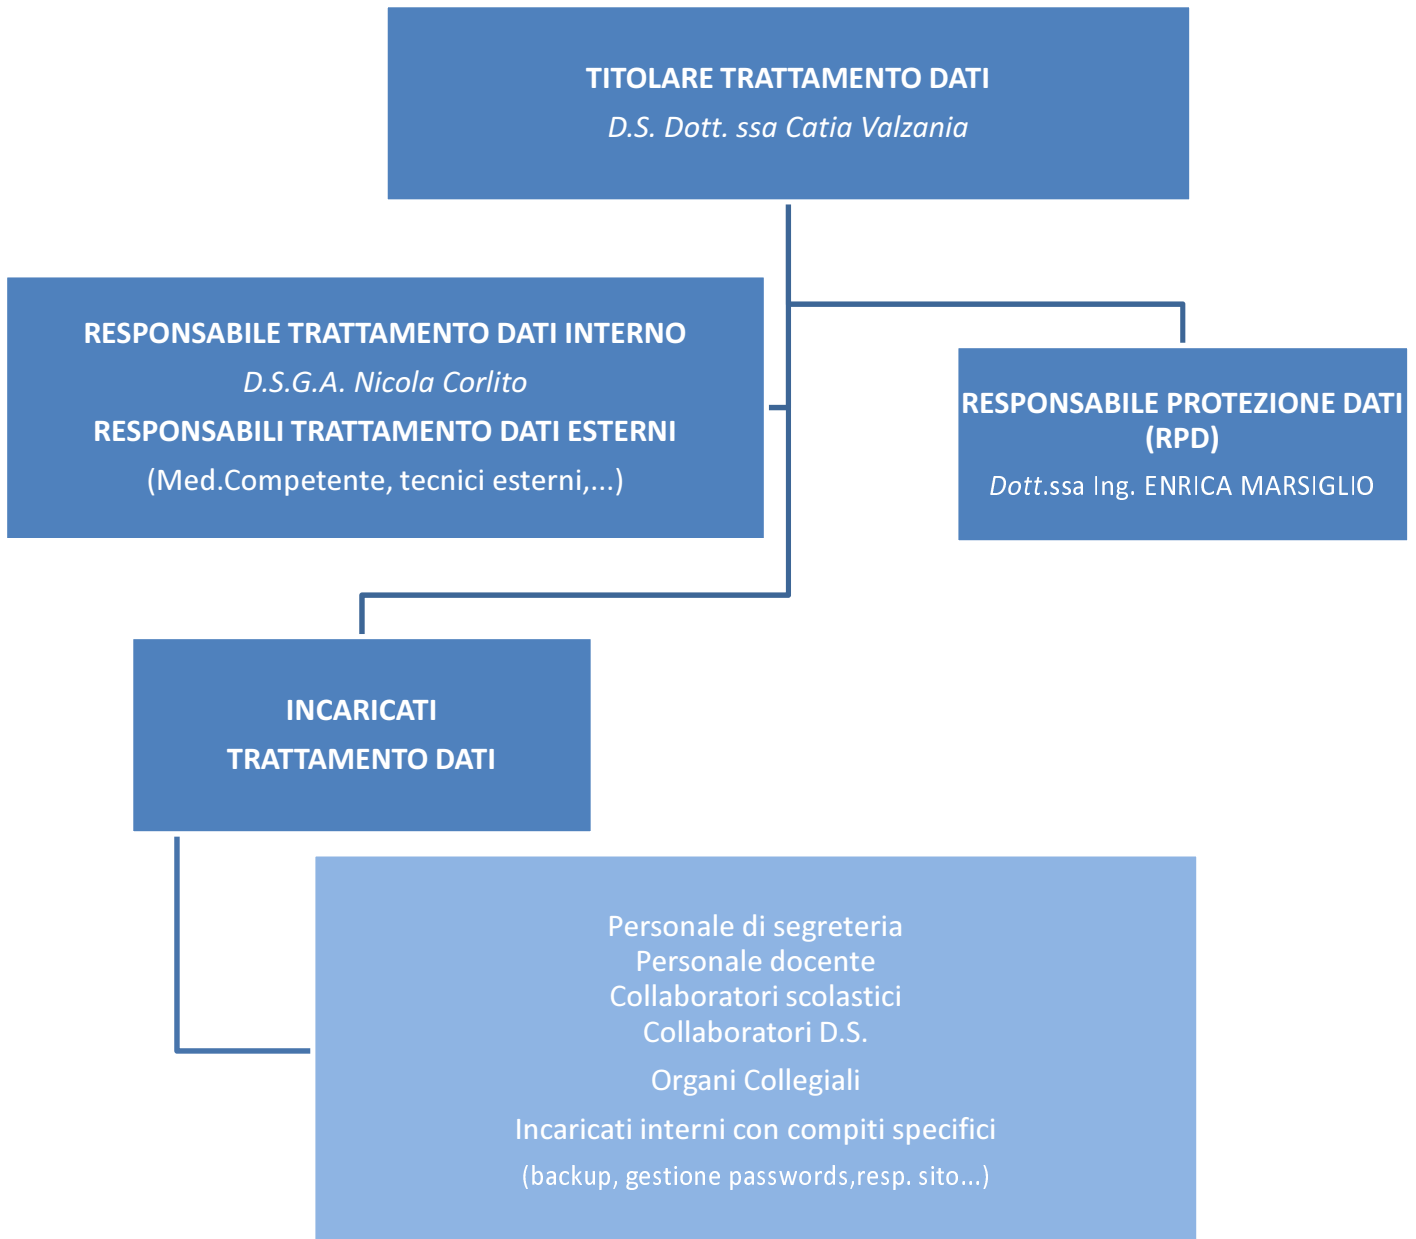 TITOLARE TRATTAMENTO DATI
D.S. Dott. ssa Catia Valzania
RESPONSABILE TRATTAMENTO DATI INTERNO
D.S.G.A. Nicola Corlito
RESPONSABILI TRATTAMENTO DATI ESTERNI
(Med.Competente, tecnici esterni,...)
RESPONSABILE PROTEZIONE DATI
(RPD)
Dott.ssa Ing. ENRICA MARSIGLIO
INCARICATI
TRATTAMENTO DATI
Personale di segreteria
Personale docente
Collaboratori scolastici
Collaboratori D.S.
Organi Collegiali
Incaricati interni con compiti specifici
(backup, gestione passwords,resp. sito...)